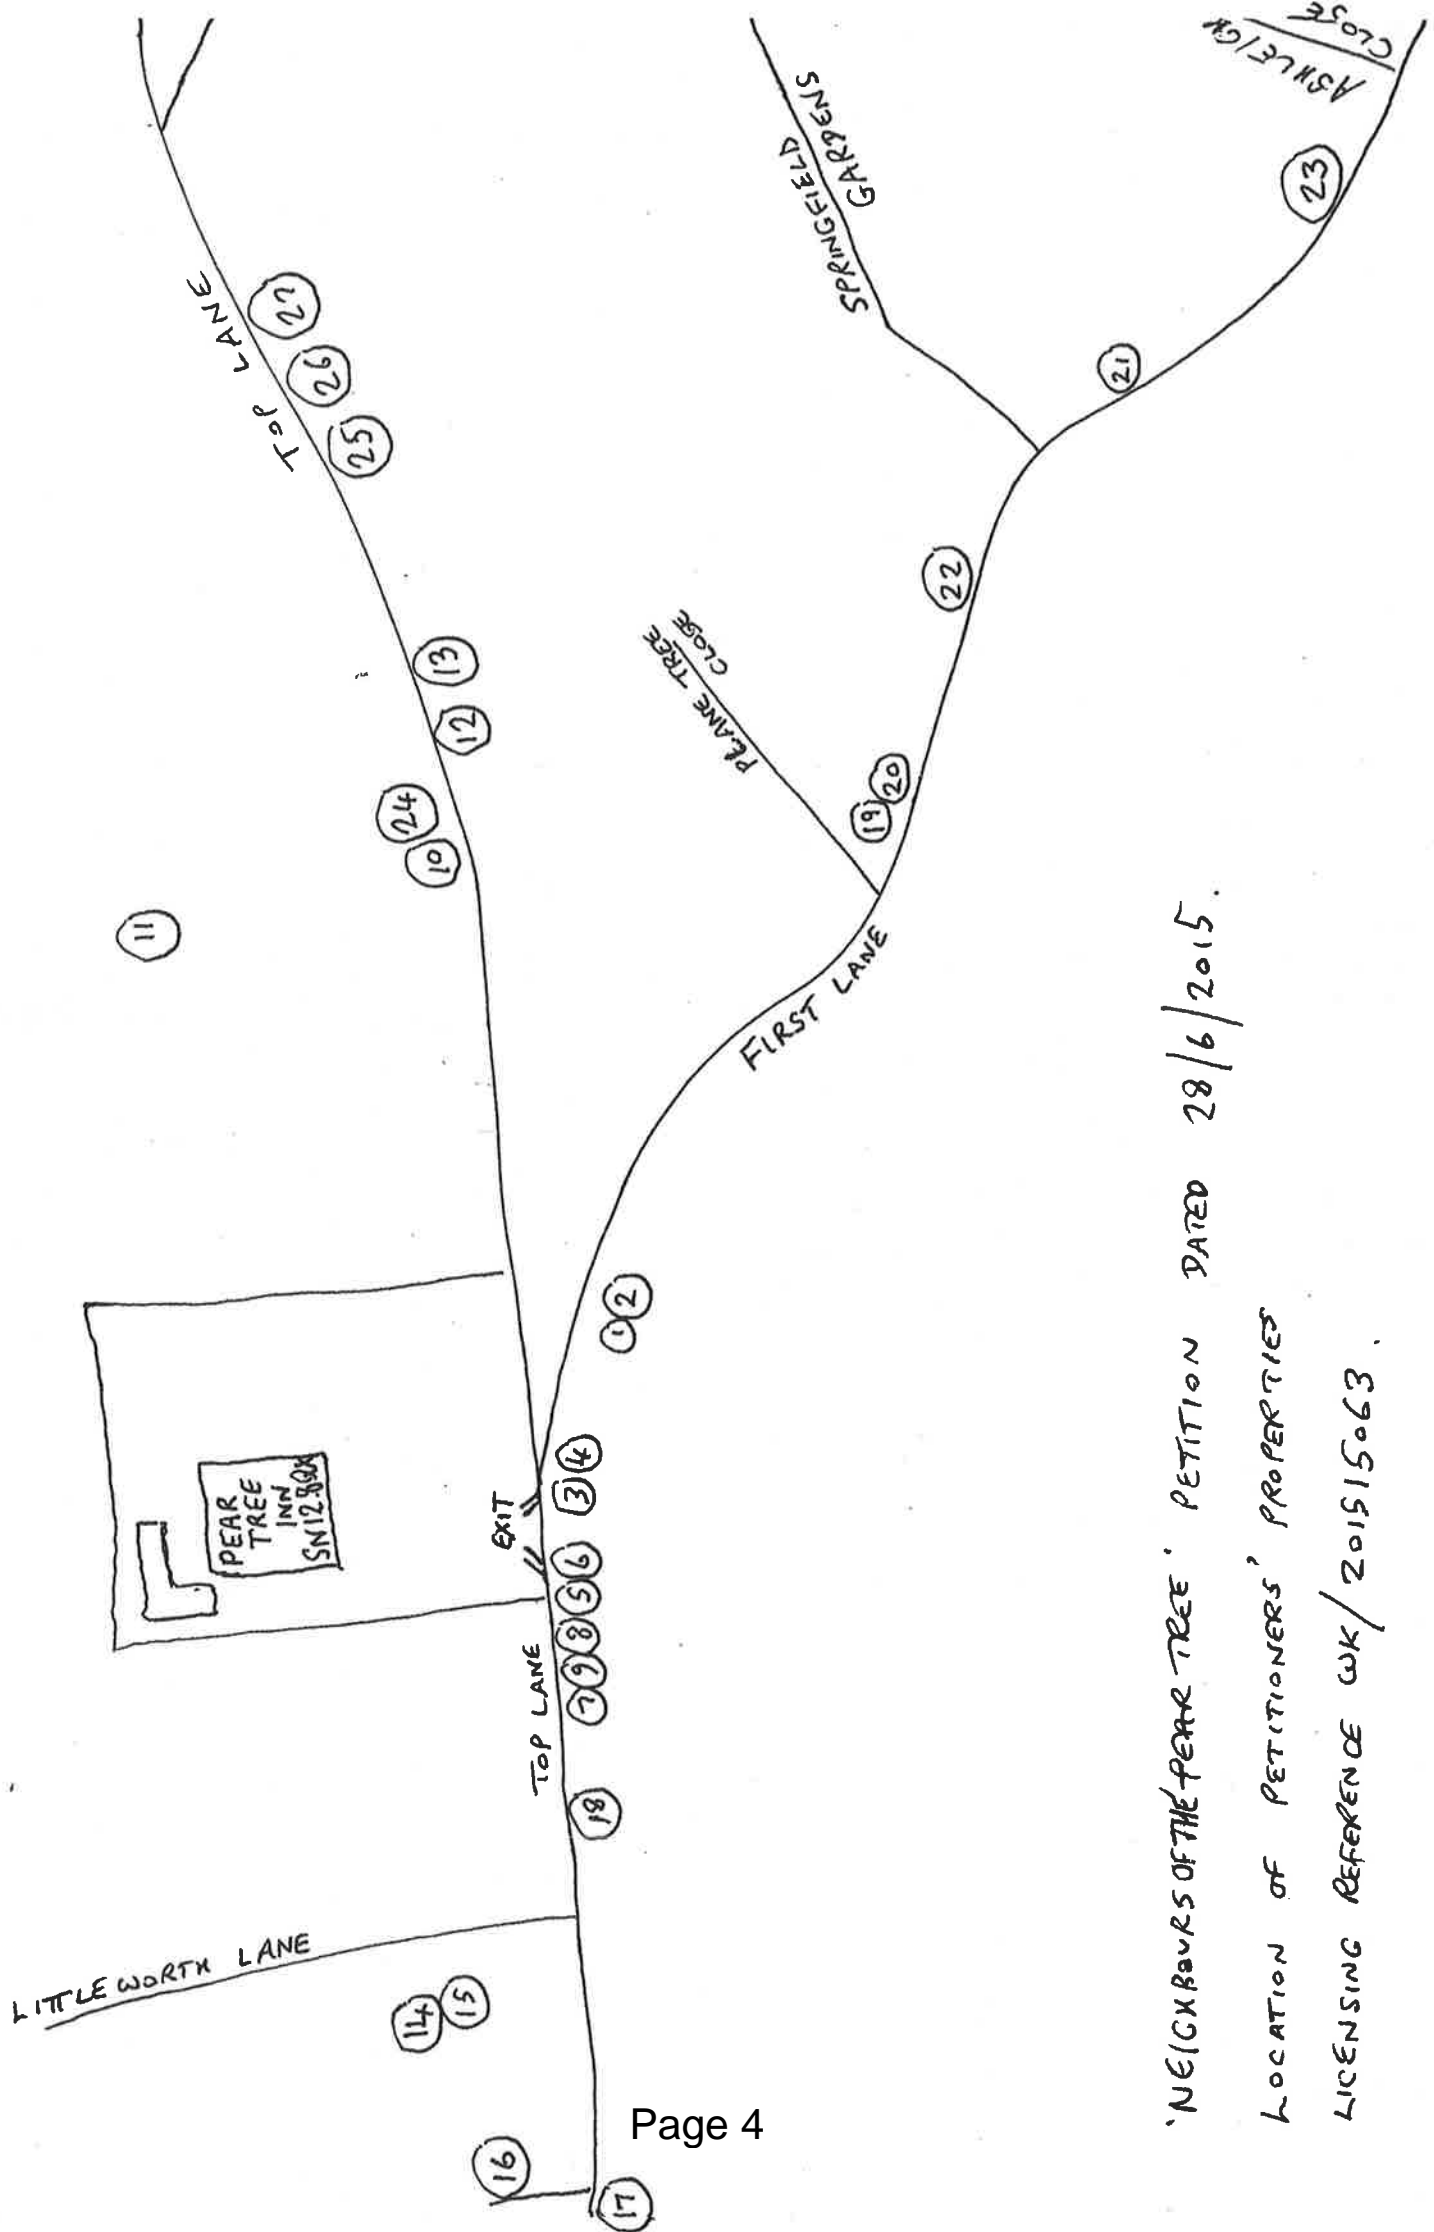 LITTLEWORTH LANE
14
15
16
17
18
TOP LANE
7
9
8
5
6
3
4
1
2
EXIT
PEAR
TREE
INN
SN12 8QX
11
10
24
12
13
25
26
27
TOP LANE
FIRST LANE
PLANE TREE
CLOSE
19
20
22
21
23
SPRINGFIELD
GARDENS
ASHLEIGH
CLOSE
'NEIGHBOURS OF THE PEAR TREE' PETITION DATED 28/6/2015.
LOCATION OF PETITIONERS' PROPERTIES
LICENSING REFERENCE WK/201515063.
Page 4